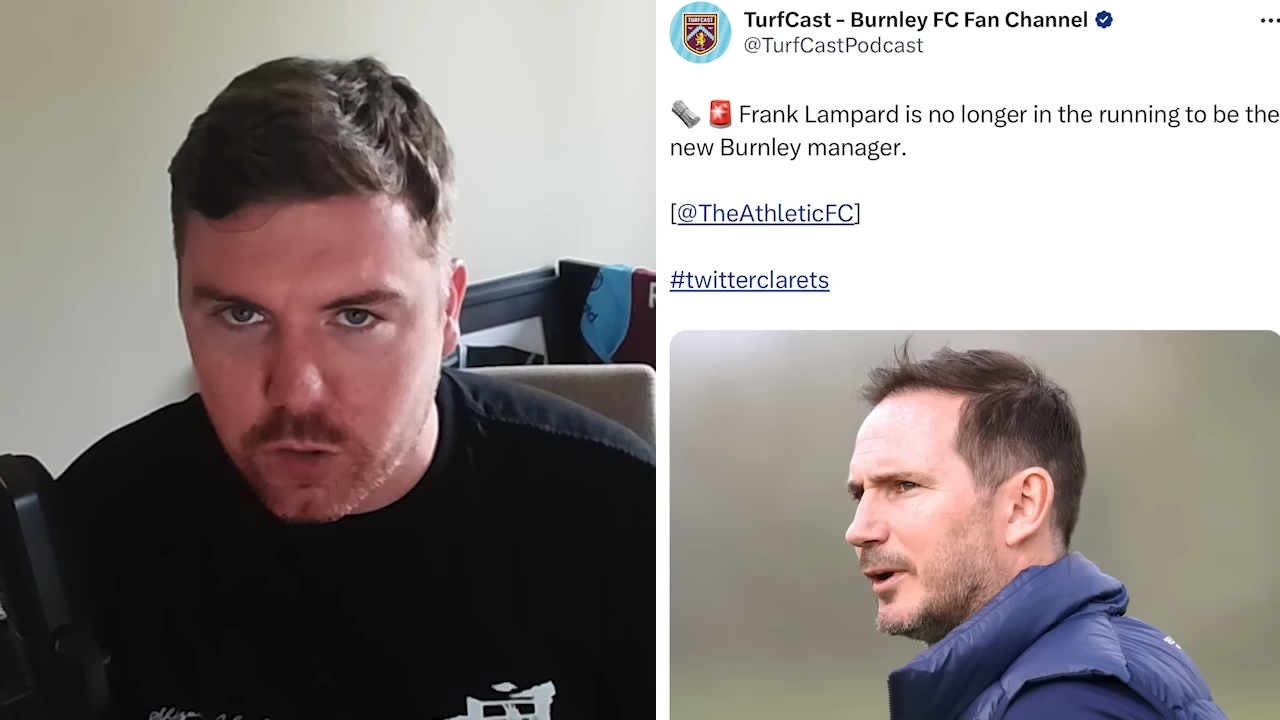 TurfCast - Burnley FC Fan Channel
@TurfCastPodcast
TURFCAST
🗞️ 🚨 Frank Lampard is no longer in the running to be the
new Burnley manager.
[@TheAthleticFC]
#twitterclarets